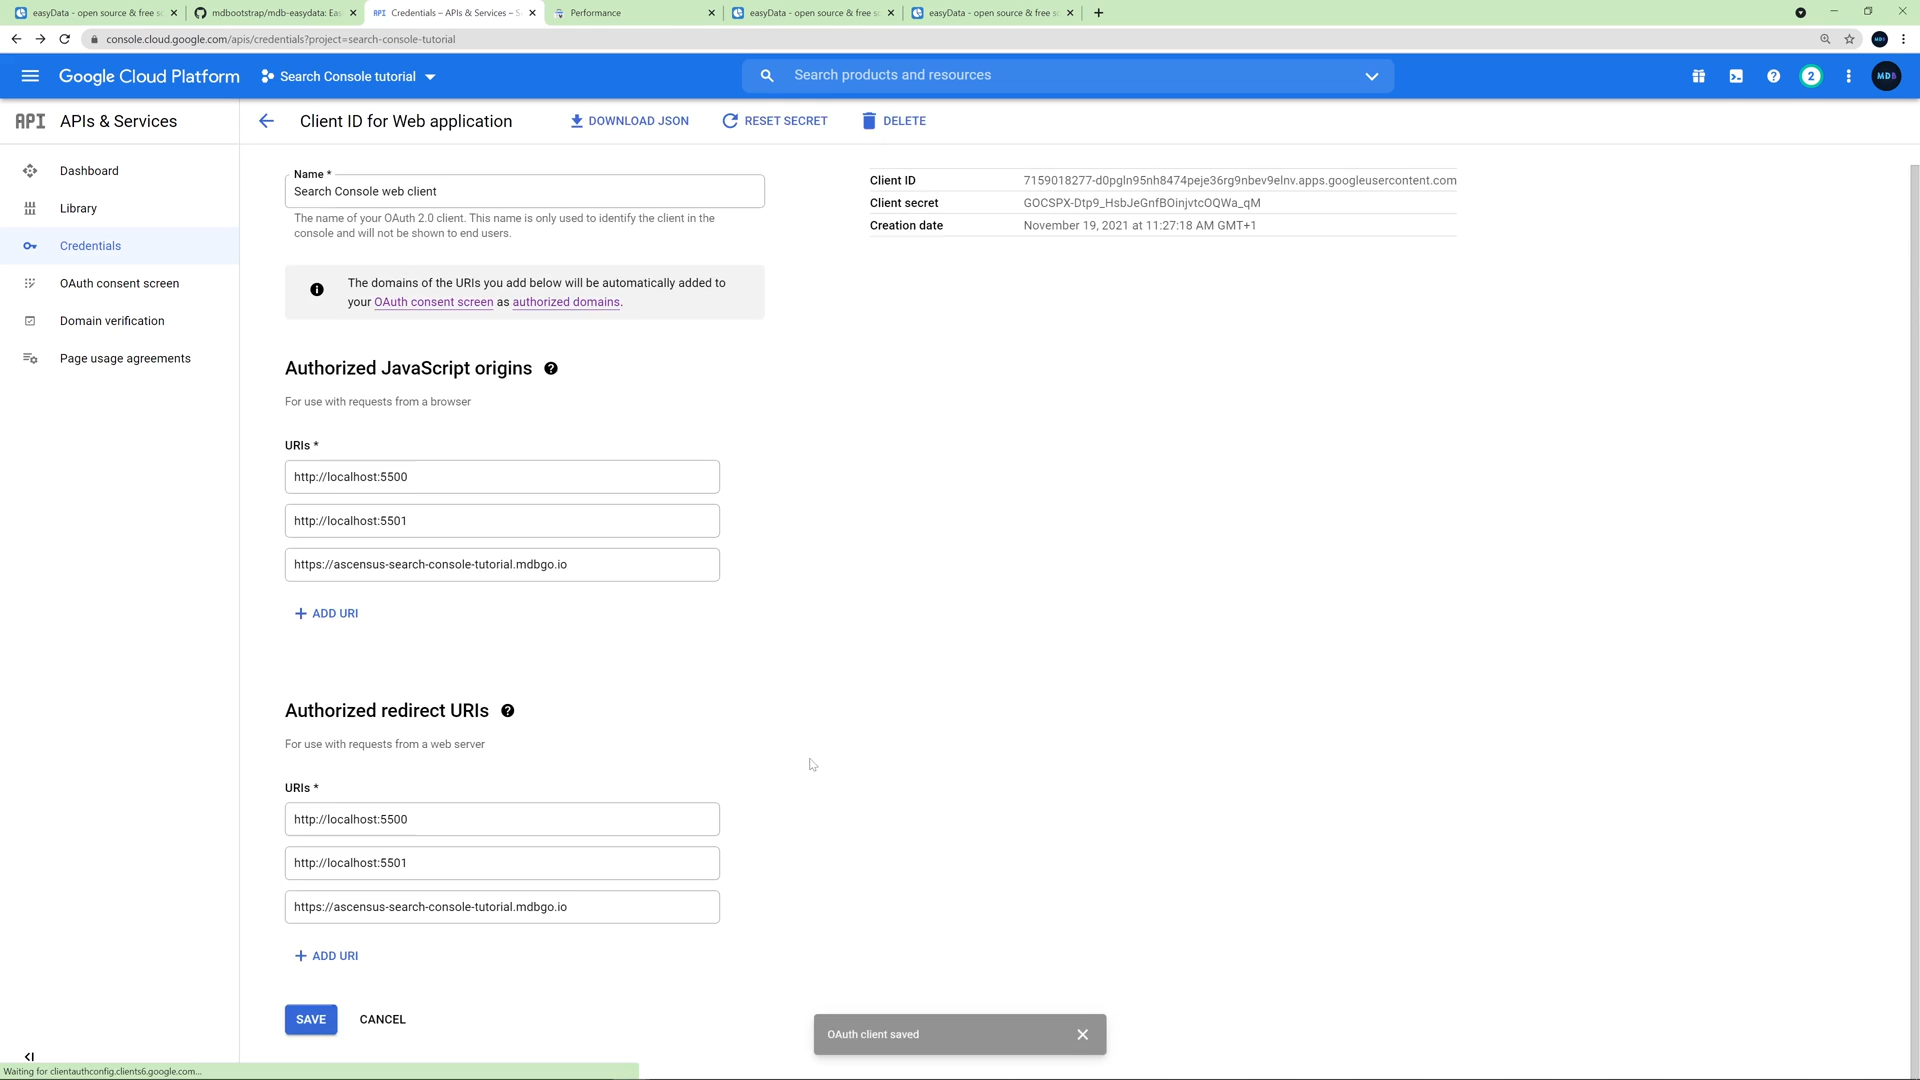 easyData - open source & free sc
mdbootstrap/mdb-easydata: Eas
API Credentials – APIs & Services – S
Performance
easyData - open source & free so
easyData - open source & free so
console.cloud.google.com/apis/credentials?project=search-console-tutorial
MDB
Google Cloud Platform
Search Console tutorial
Search products and resources
2
MDB
API APIs & Services
Client ID for Web application
DOWNLOAD JSON
RESET SECRET
DELETE
Dashboard
Library
Credentials
OAuth consent screen
Domain verification
Page usage agreements
Name *
Search Console web client
The name of your OAuth 2.0 client. This name is only used to identify the client in the
console and will not be shown to end users.
The domains of the URIs you add below will be automatically added to
your OAuth consent screen as authorized domains.
Client ID 7159018277-d0pgln95nh8474peje36rg9nbev9elnv.apps.googleusercontent.com
Client secret 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
Creation date November 19, 2021 at 11:27:18 AM GMT+1
Authorized JavaScript origins
For use with requests from a browser
URIs *
http://localhost:5500
http://localhost:5501
https://ascensus-search-console-tutorial.mdbgo.io
+ ADD URI
Authorized redirect URIs
For use with requests from a web server
URIs *
http://localhost:5500
http://localhost:5501
https://ascensus-search-console-tutorial.mdbgo.io
+ ADD URI
SAVE
CANCEL
OAuth client saved
Waiting for clientauthconfig.clients6.google.com...